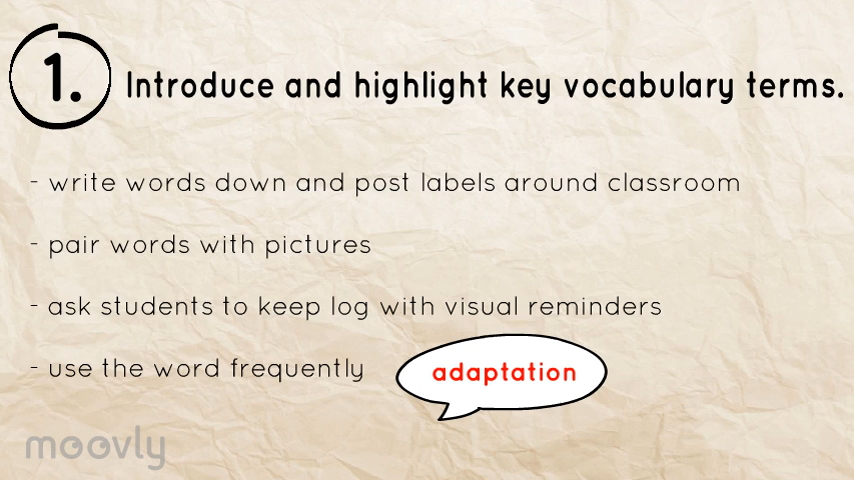 1. Introduce and highlight key vocabulary terms.
- write words down and post labels around classroom
- pair words with pictures
- ask students to keep log with visual reminders
- use the word frequently
adaptation
moovly